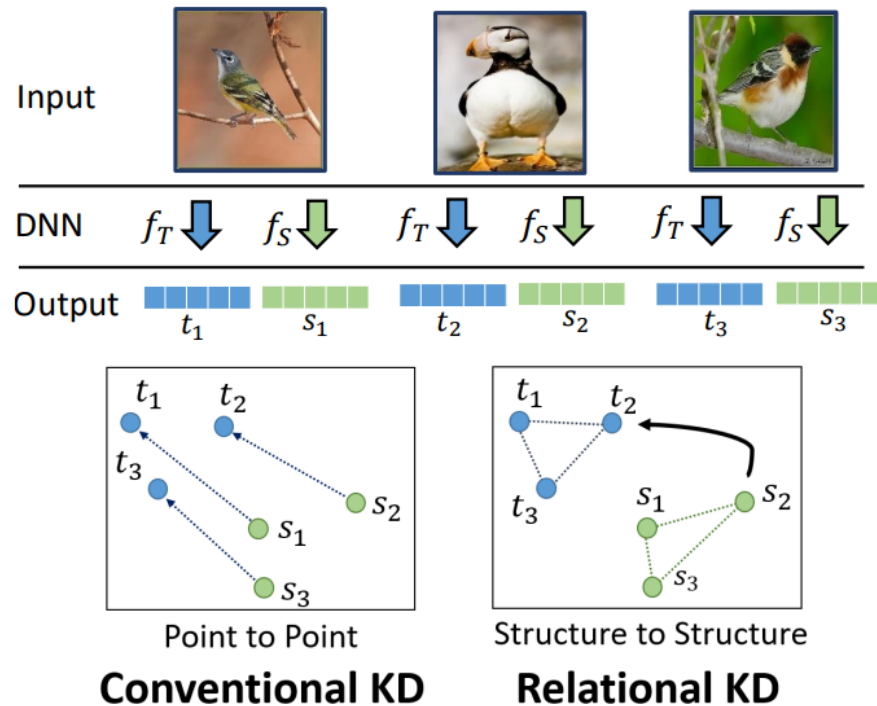 Input
DNN f_T f_S f_T f_S f_T f_S
Output
t_1 s_1 t_2 s_2 t_3 s_3
t_1 t_2
t_3
s_2
s_1
s_3
Point to Point
Conventional KD
t_1 t_2
t_3
s_1 s_2
s_3
Structure to Structure
Relational KD